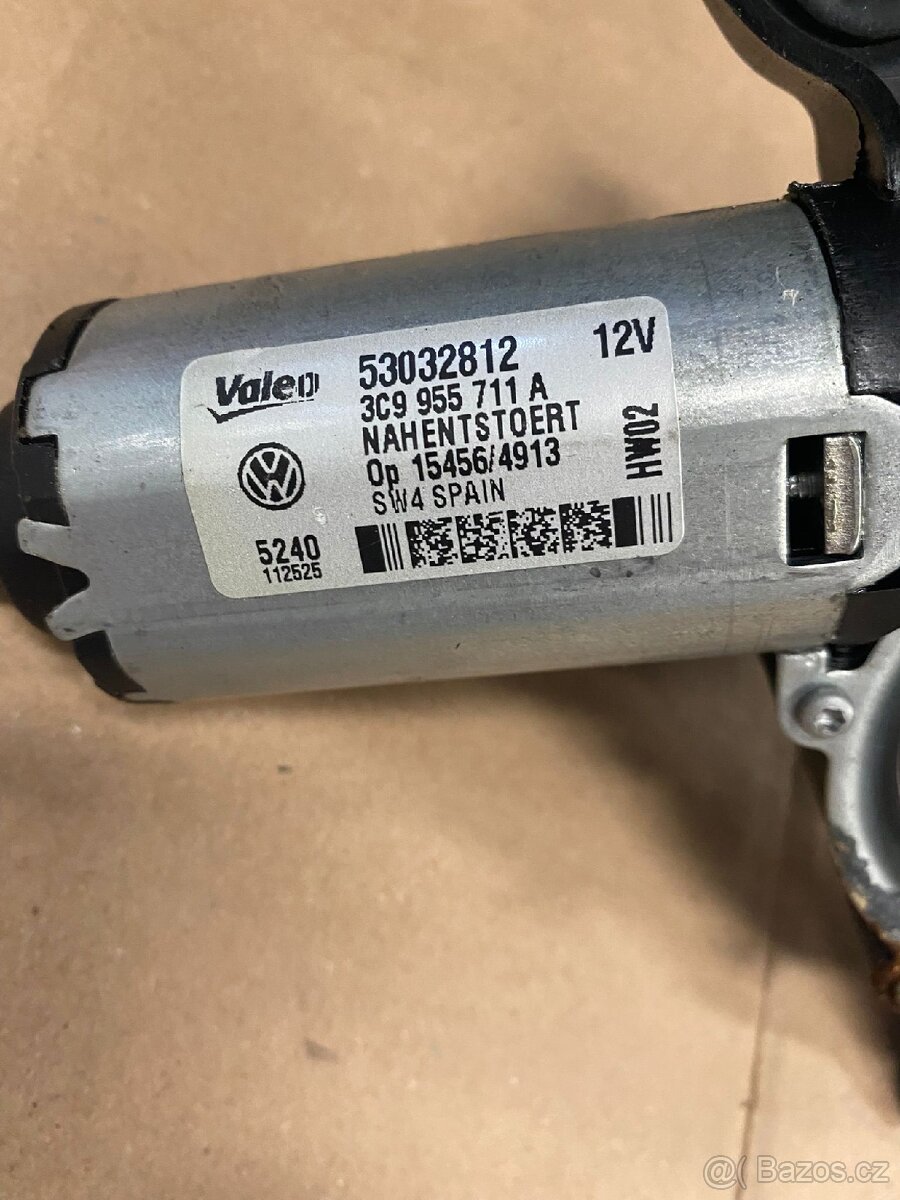 Valeo 53032812 12V
3C9 955 711 A
NAHENTSTOERT
Op 15456/4913
SW4 SPAIN
HW02
5240
112525
@( Bazos.cz